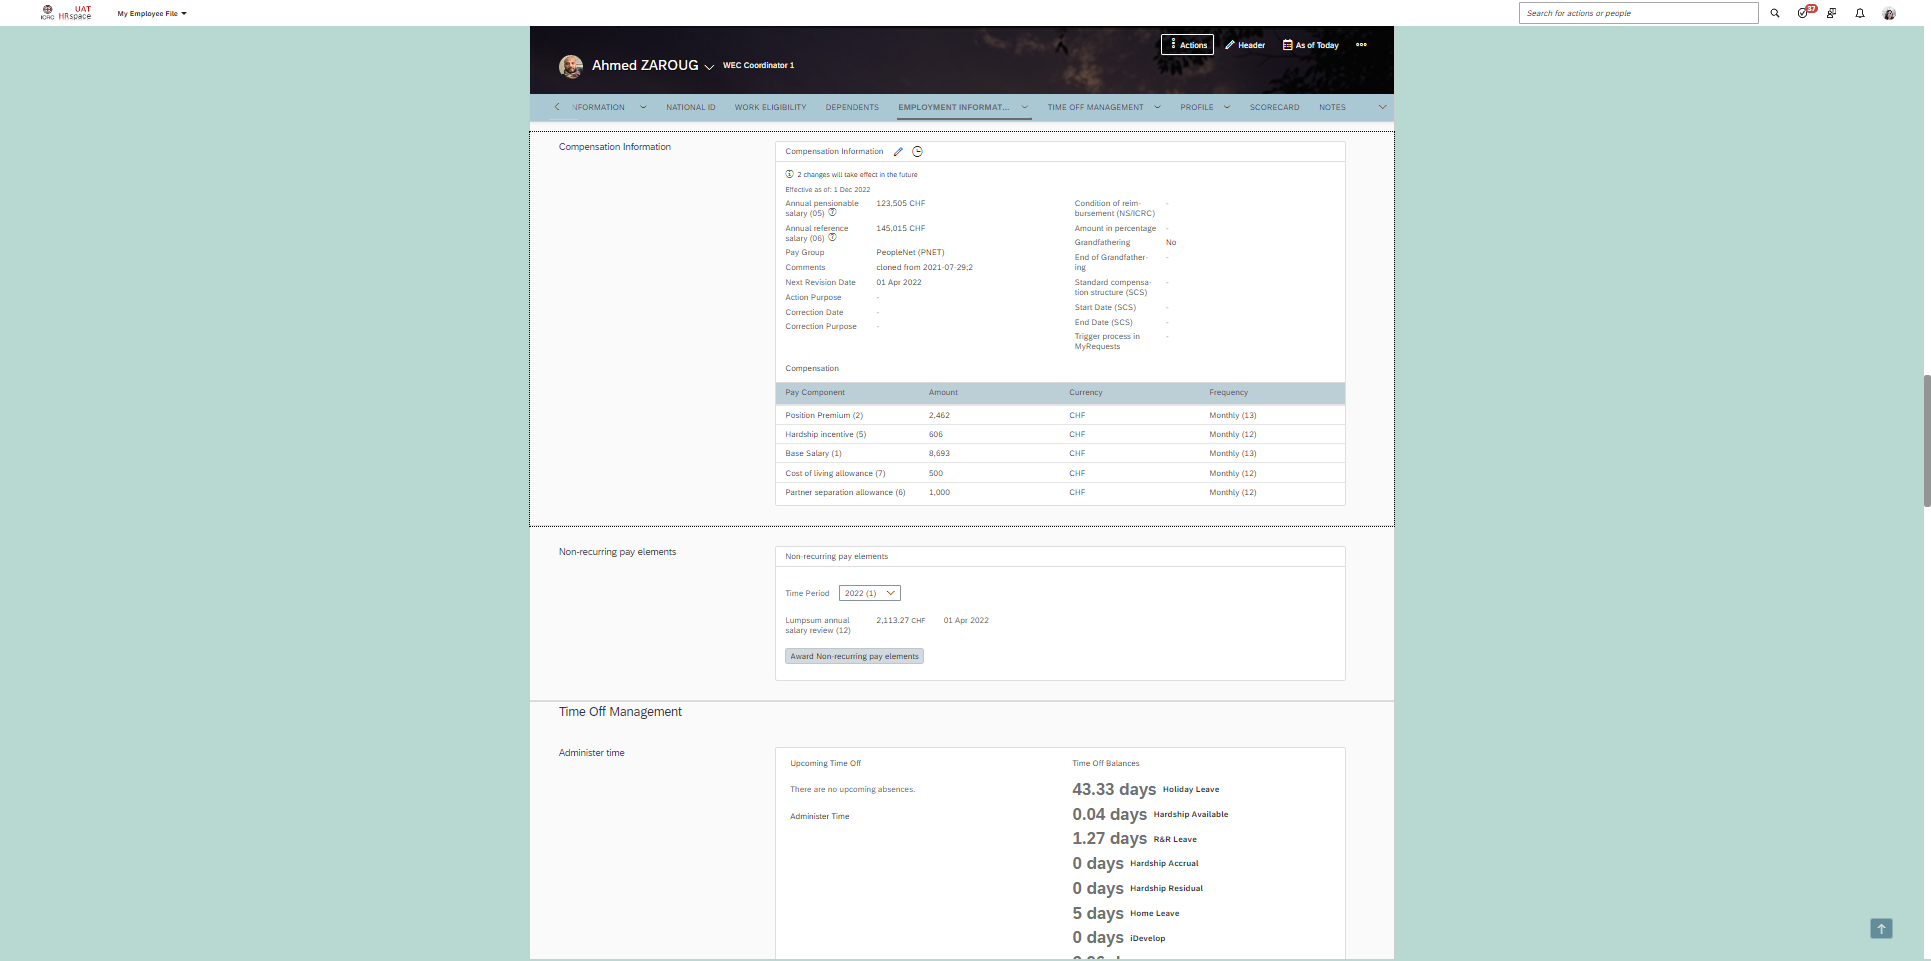 ICRC
UAT
HRspace
My Employee File
Search for actions or people
37
Ahmed ZAROUG
WEC Coordinator 1
Actions
Header
As of Today
NFORMATION
NATIONAL ID
WORK ELIGIBILITY
DEPENDENTS
EMPLOYMENT INFORMAT...
TIME OFF MANAGEMENT
PROFILE
SCORECARD
NOTES
Compensation Information
Compensation Information
2 changes will take effect in the future
Effective as of: 1 Dec 2022
Annual pensionable
salary (05)
123,505 CHF
Annual reference
salary (06)
145,015 CHF
Pay Group
PeopleNet (PNET)
Comments
cloned from 2021-07-29;2
Next Revision Date
01 Apr 2022
Action Purpose
-
Correction Date
-
Correction Purpose
-
Condition of reim-
bursement (NS/ICRC)
-
Amount in percentage
-
Grandfathering
No
End of Grandfather-
ing
-
Standard compensa-
tion structure (SCS)
-
Start Date (SCS)
-
End Date (SCS)
-
Trigger process in
MyRequests
-
Compensation
Pay Component Amount Currency Frequency
Position Premium (2) 2,462 CHF Monthly (13)
Hardship incentive (5) 606 CHF Monthly (12)
Base Salary (1) 8,693 CHF Monthly (13)
Cost of living allowance (7) 500 CHF Monthly (12)
Partner separation allowance (6) 1,000 CHF Monthly (12)
Non-recurring pay elements
Non-recurring pay elements
Time Period
2022 (1)
Lumpsum annual
salary review (12)
2,113.27 CHF
01 Apr 2022
Award Non-recurring pay elements
Time Off Management
Administer time
Upcoming Time Off
There are no upcoming absences.
Administer Time
Time Off Balances
43.33 days Holiday Leave
0.04 days Hardship Available
1.27 days R&R Leave
0 days Hardship Accrual
0 days Hardship Residual
5 days Home Leave
0 days iDevelop